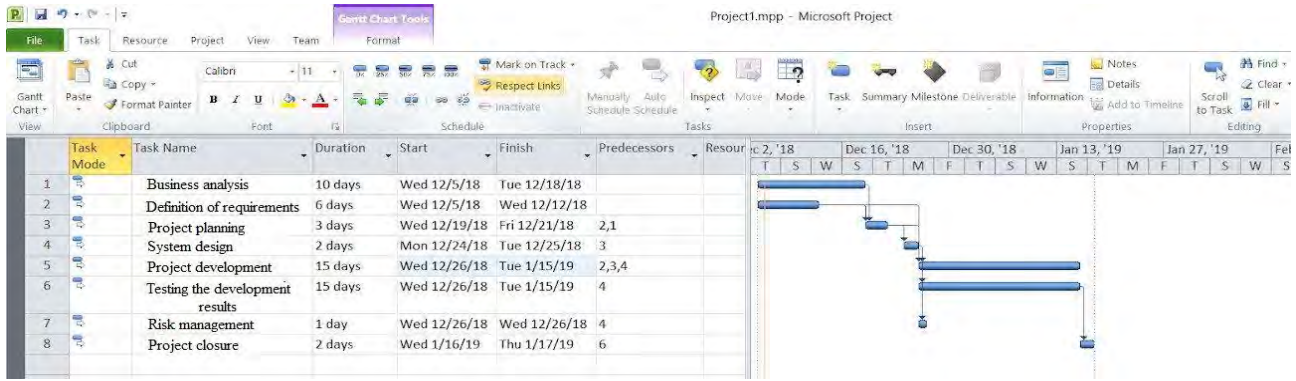 Gantt Chart Tools
Project1.mpp - Microsoft Project
File Task Resource Project View Team Format
Cut
Copy
Format Painter
Paste
Gantt Chart
Calibri 11
B I U A
0% 25% 50% 75% 100%
Mark on Track
Respect Links
Inactivate
Manually Schedule
Auto Schedule
Inspect Move Mode
Task Summary Milestone Deliverable
Information
Notes
Details
Add to Timeline
Scroll to Task
Find
Clear
Fill
View Clipboard Font Schedule Tasks Insert Properties Editing
Task Mode Task Name Duration Start Finish Predecessors Resour
c 2, '18 Dec 16, '18 Dec 30, '18 Jan 13, '19 Jan 27, '19 Feb
T S W S T M F T S W S T M F T S W S
1 Business analysis 10 days Wed 12/5/18 Tue 12/18/18
2 Definition of requirements 6 days Wed 12/5/18 Wed 12/12/18
3 Project planning 3 days Wed 12/19/18 Fri 12/21/18 2,1
4 System design 2 days Mon 12/24/18 Tue 12/25/18 3
5 Project development 15 days Wed 12/26/18 Tue 1/15/19 2,3,4
6 Testing the development 15 days Wed 12/26/18 Tue 1/15/19 4
results
7 Risk management 1 day Wed 12/26/18 Wed 12/26/18 4
8 Project closure 2 days Wed 1/16/19 Thu 1/17/19 6